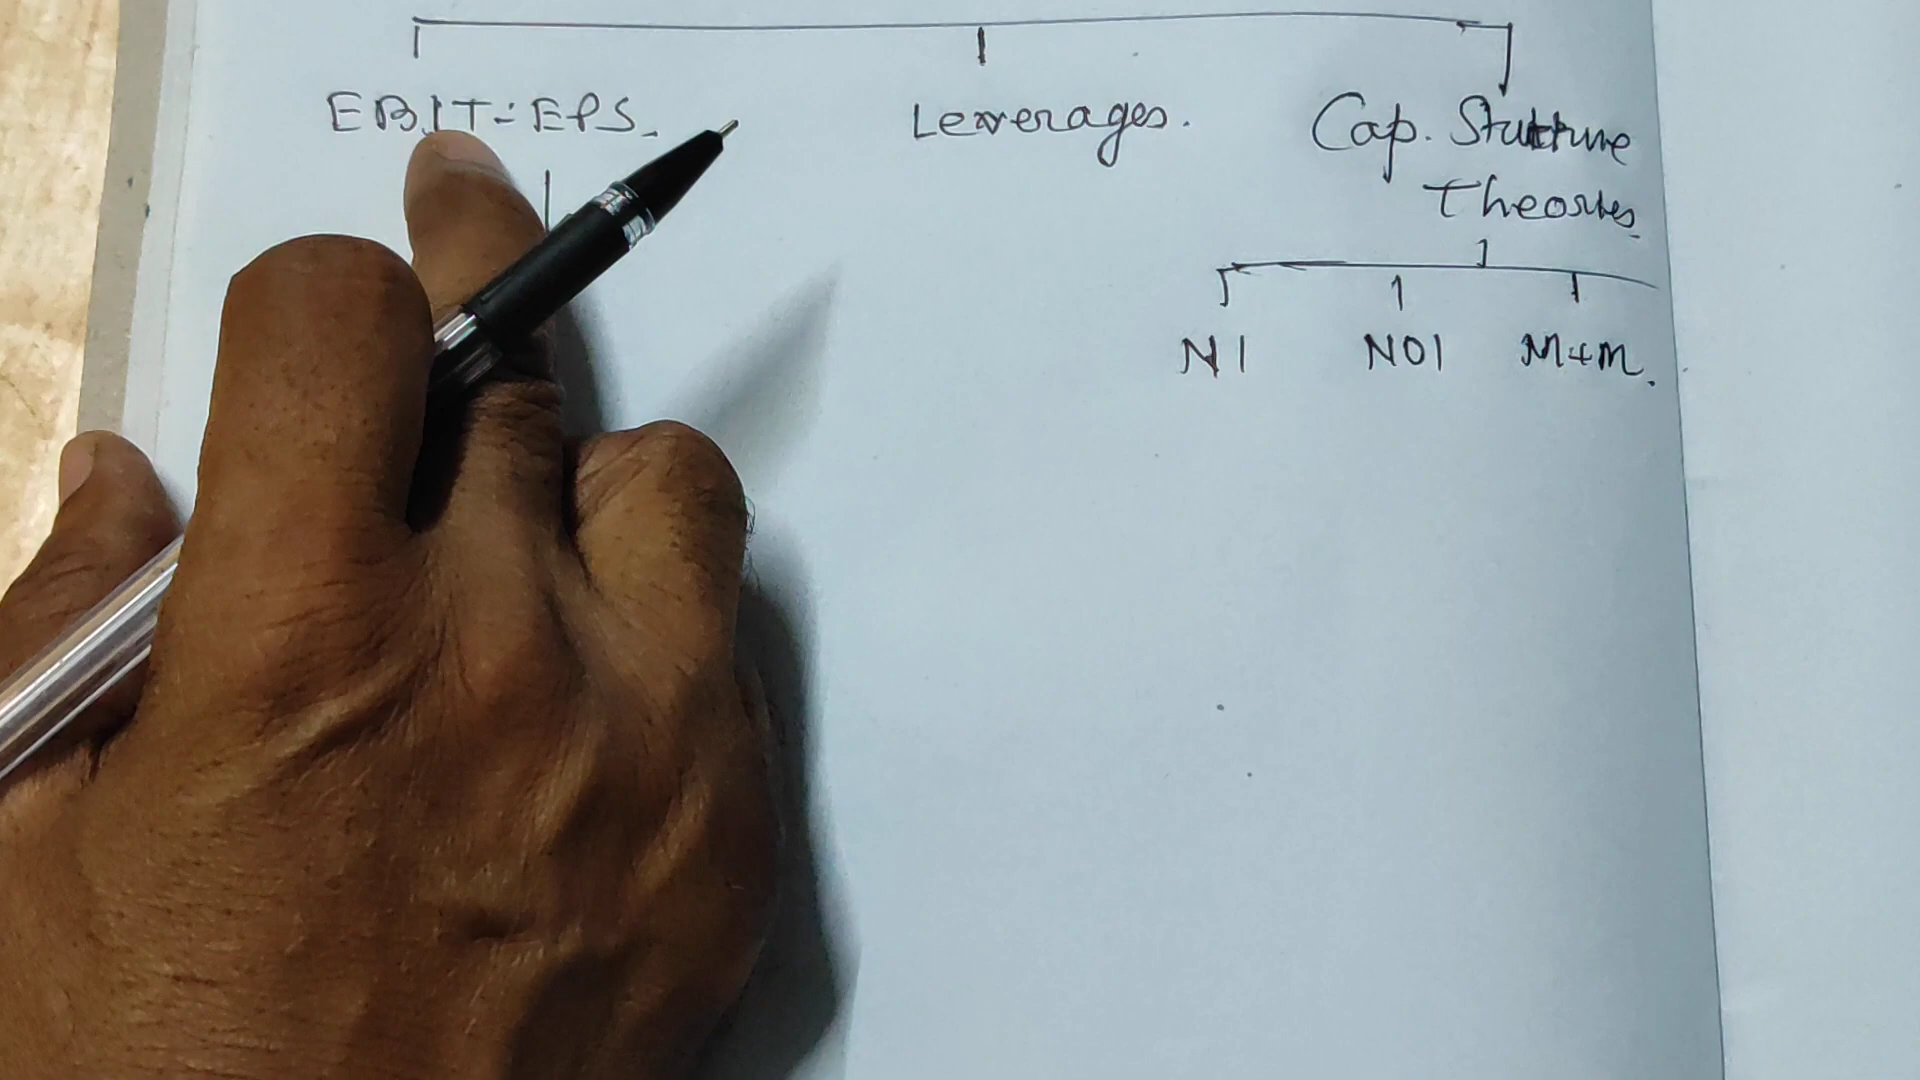 EBIT-EPS.
Leverages.
Cap. Structure
Theories
NI
NOI
M+M.